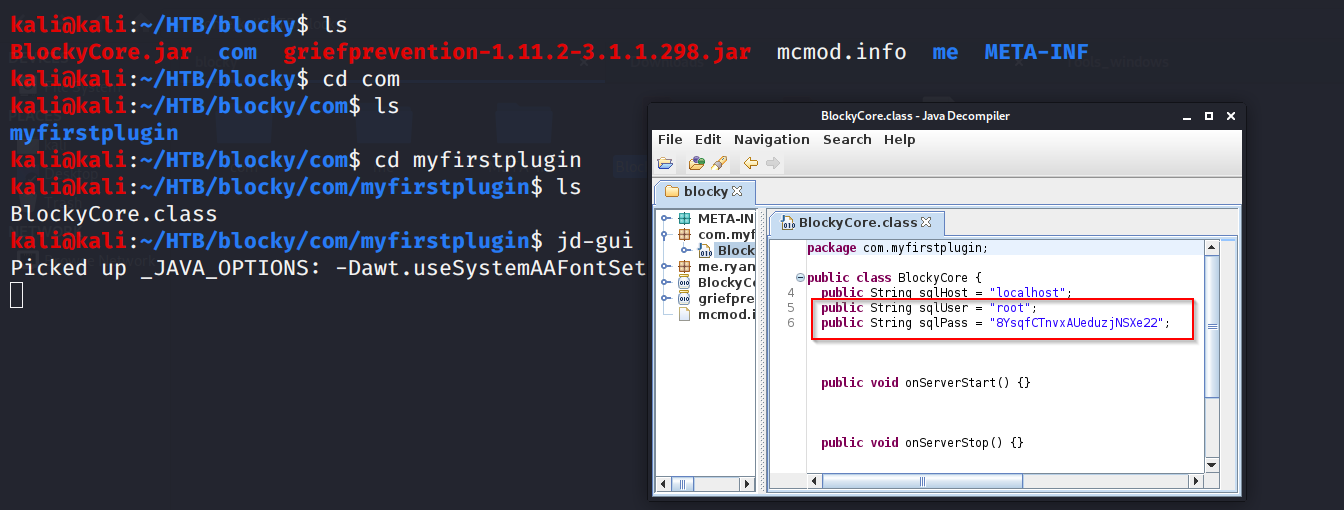 kali@kali:~/HTB/blocky$ ls
BlockyCore.jar com griefprevention-1.11.2-3.1.1.298.jar mcmod.info me META-INF
kali@kali:~/HTB/blocky$ cd com
kali@kali:~/HTB/blocky/com$ ls
myfirstplugin
kali@kali:~/HTB/blocky/com$ cd myfirstplugin
kali@kali:~/HTB/blocky/com/myfirstplugin$ ls
BlockyCore.class
kali@kali:~/HTB/blocky/com/myfirstplugin$ jd-gui
Picked up _JAVA_OPTIONS: -Dawt.useSystemAAFontSet
BlockyCore.class - Java Decompiler
File Edit Navigation Search Help
blocky
META-IN
com.myf
Block
me.ryan
BlockyCo
griefpre
mcmod.i
BlockyCore.class
package com.myfirstplugin;
public class BlockyCore {
4 public String sqlHost = "localhost";
5 public String sqlUser = "root";
6 public String sqlPass = "8YsqfCTnvxAUeduzjNSXe22";
public void onServerStart() {}
public void onServerStop() {}